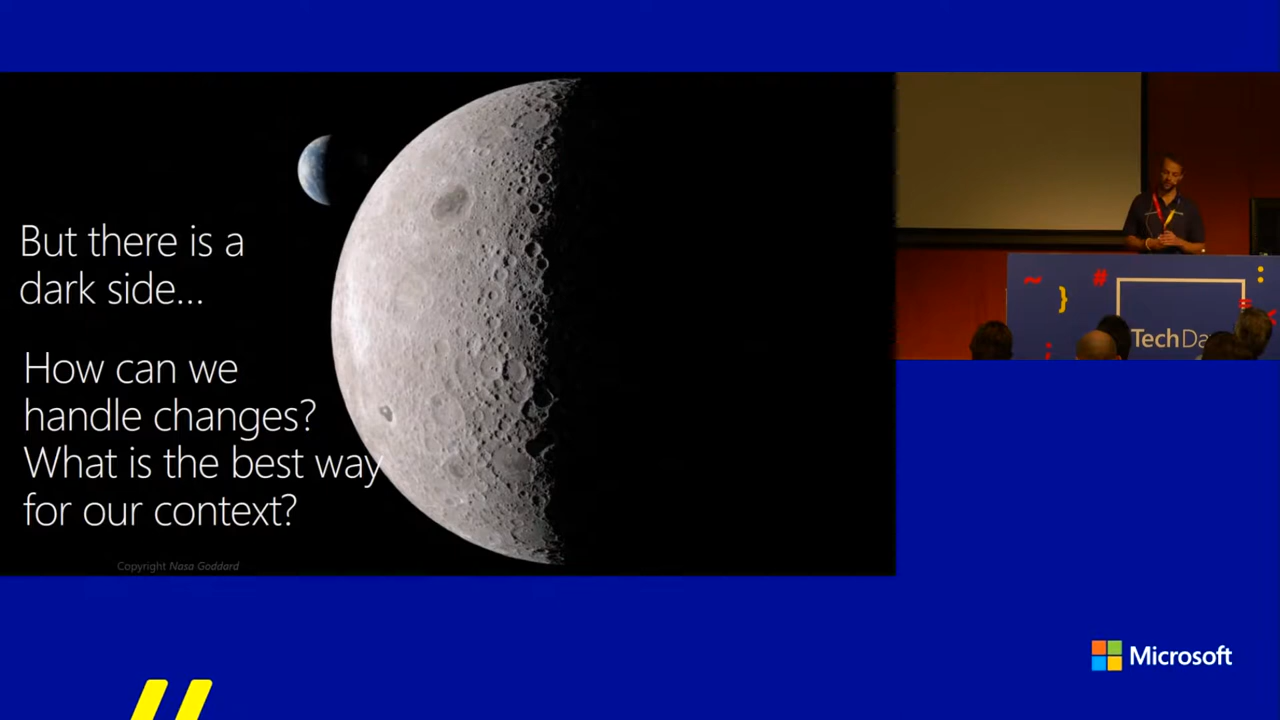 But there is a
dark side...
How can we
handle changes?
What is the best way
for our context?
Copyright Nasa Goddard
~
}
#
:
TechDa
Microsoft